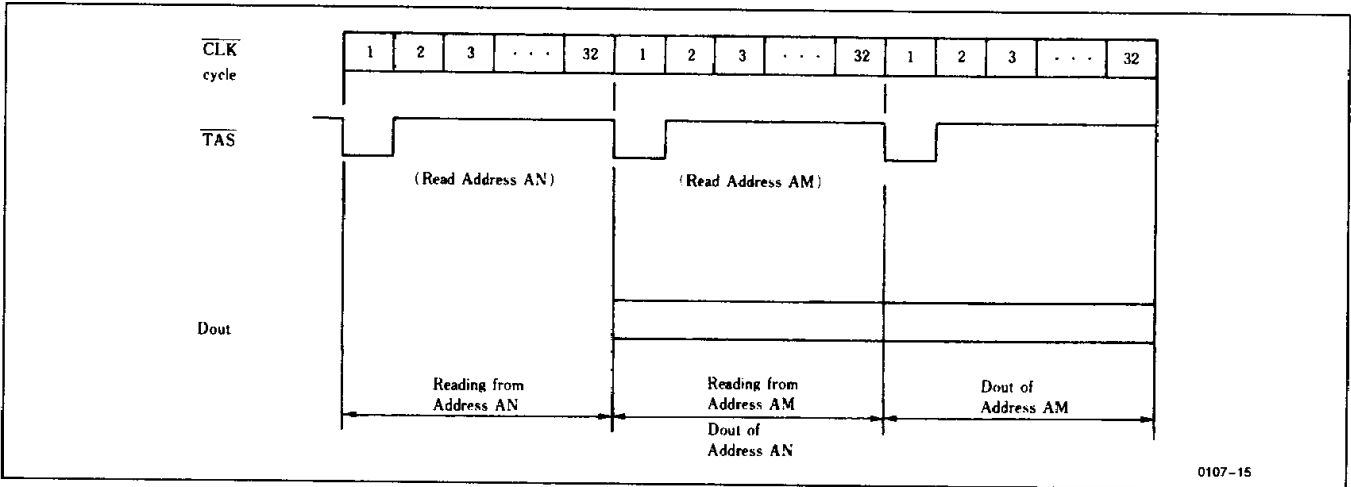 CLK
cycle
1 2 3 · · · 32 1 2 3 · · · 32 1 2 3 · · · 32
TAS
(Read Address AN)
(Read Address AM)
Dout
Reading from
Address AN
Reading from
Address AM
Dout of
Address AN
Dout of
Address AM
0107-15